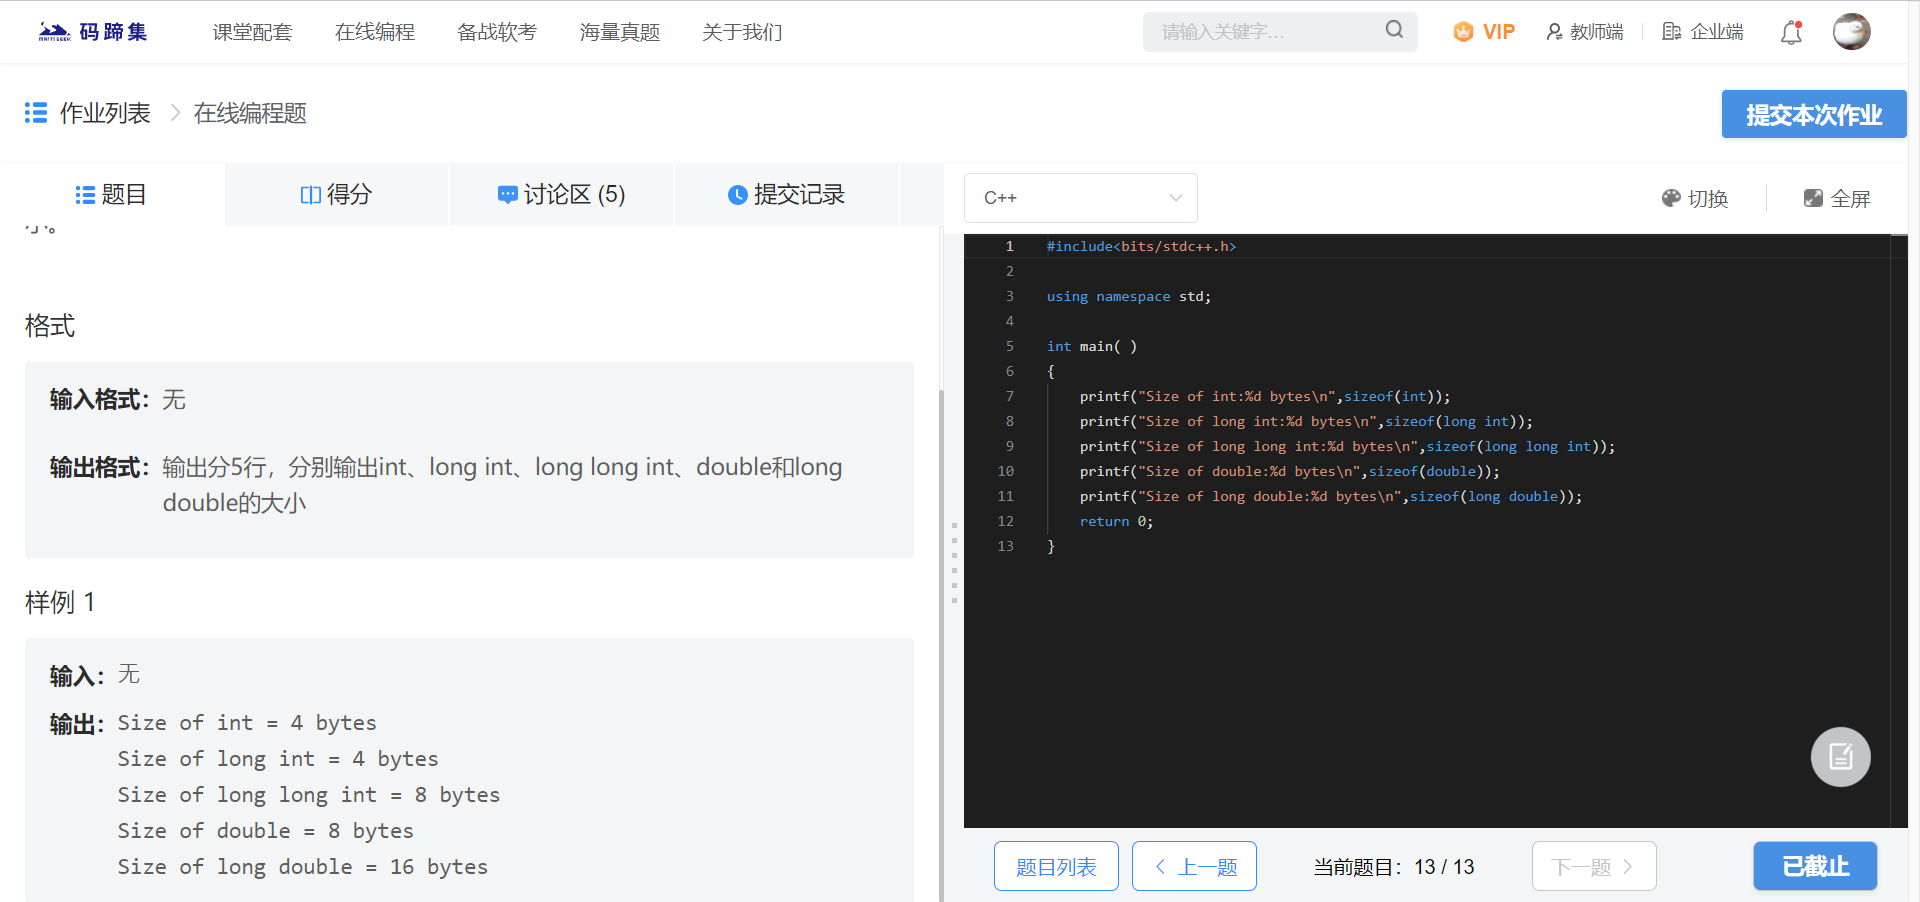 码蹄集
MAITI GEEK
课堂配套
在线编程
备战软考
海量真题
关于我们
请输入关键字...
VIP
教师端
企业端
作业列表
在线编程题
提交本次作业
题目
得分
讨论区 (5)
提交记录
小。
格式
输入格式：无
输出格式：输出分5行，分别输出int、long int、long long int、double和long
double的大小
样例 1
输入：无
输出：Size of int = 4 bytes
Size of long int = 4 bytes
Size of long long int = 8 bytes
Size of double = 8 bytes
Size of long double = 16 bytes
C++
切换
全屏
1 #include<bits/stdc++.h>
2
3 using namespace std;
4
5 int main( )
6 {
7 printf("Size of int:%d bytes\n",sizeof(int));
8 printf("Size of long int:%d bytes\n",sizeof(long int));
9 printf("Size of long long int:%d bytes\n",sizeof(long long int));
10 printf("Size of double:%d bytes\n",sizeof(double));
11 printf("Size of long double:%d bytes\n",sizeof(long double));
12 return 0;
13 }
题目列表
上一题
当前题目：13 / 13
下一题
已截止